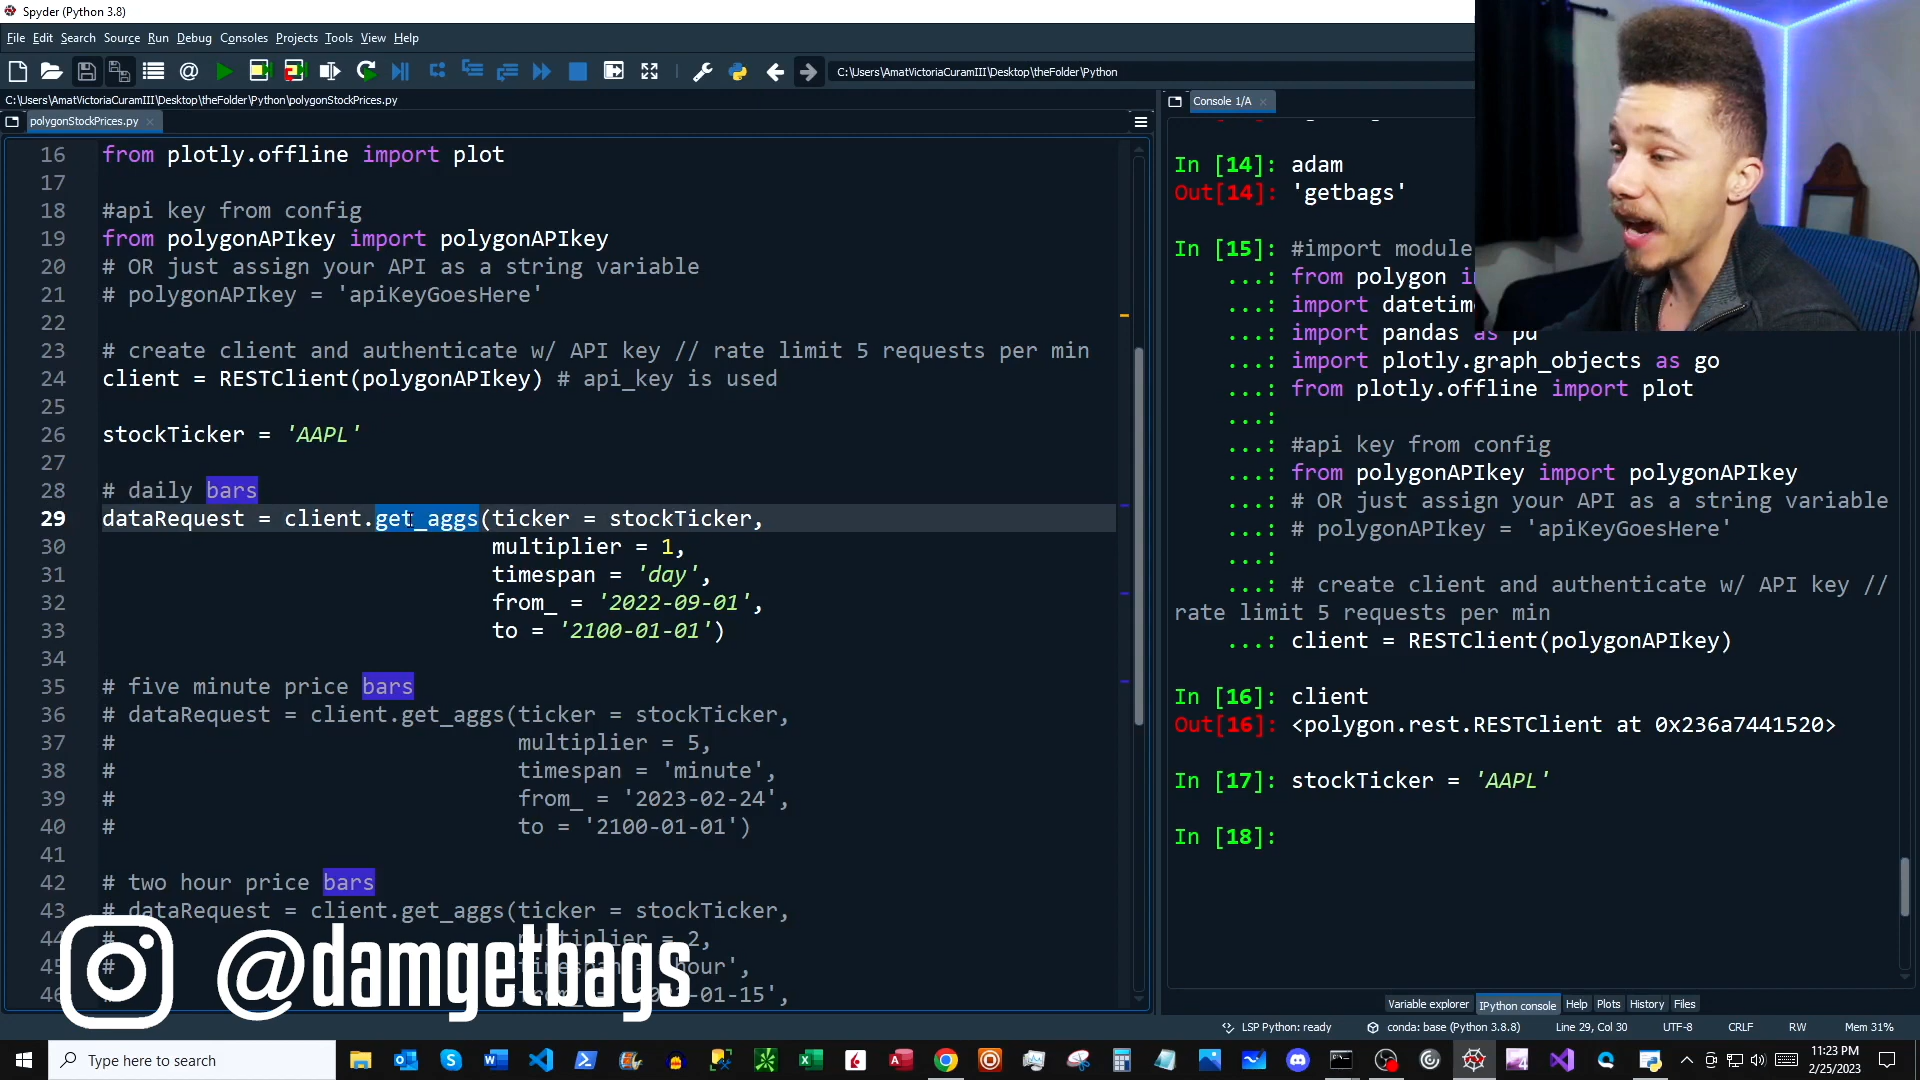 Spyder (Python 3.8)
File Edit Search Source Run Debug Consoles Projects Tools View Help
C:\Users\AmatVictoriaCuramIII\Desktop\theFolder\Python
C:\Users\AmatVictoriaCuramIII\Desktop\theFolder\Python\polygonStockPrices.py
polygonStockPrices.py
16 from plotly.offline import plot
17
18 #api key from config
19 from polygonAPIkey import polygonAPIkey
20 # OR just assign your API as a string variable
21 # polygonAPIkey = 'apiKeyGoesHere'
22
23 # create client and authenticate w/ API key // rate limit 5 requests per min
24 client = RESTClient(polygonAPIkey) # api_key is used
25
26 stockTicker = 'AAPL'
27
28 # daily bars
29 dataRequest = client.get_aggs(ticker = stockTicker,
30 multiplier = 1,
31 timespan = 'day',
32 from_ = '2022-09-01',
33 to = '2100-01-01')
34
35 # five minute price bars
36 # dataRequest = client.get_aggs(ticker = stockTicker,
37 # multiplier = 5,
38 # timespan = 'minute',
39 # from_ = '2023-02-24',
40 # to = '2100-01-01')
41
42 # two hour price bars
43 # dataRequest = client.get_aggs(ticker = stockTicker,
44 # = 2,
45 # 'hour',
46
@damgetbags
Console 1/A
In [14]: adam
Out[14]: 'getbags'
In [15]: #import module
...: from polygon
...: import datetim
...: import pandas as pd
...: import plotly.graph_objects as go
...: from plotly.offline import plot
...:
...: #api key from config
...: from polygonAPIkey import polygonAPIkey
...: # OR just assign your API as a string variable
...: # polygonAPIkey = 'apiKeyGoesHere'
...:
...: # create client and authenticate w/ API key //
rate limit 5 requests per min
...: client = RESTClient(polygonAPIkey)
In [16]: client
Out[16]: <polygon.rest.RESTClient at 0x236a7441520>
In [17]: stockTicker = 'AAPL'
In [18]:
Variable explorer IPython console Help Plots History Files
LSP Python: ready conda: base (Python 3.8.8) Line 29, Col 30 UTF-8 CRLF RW Mem 31%
Type here to search
11:23 PM
2/25/2023